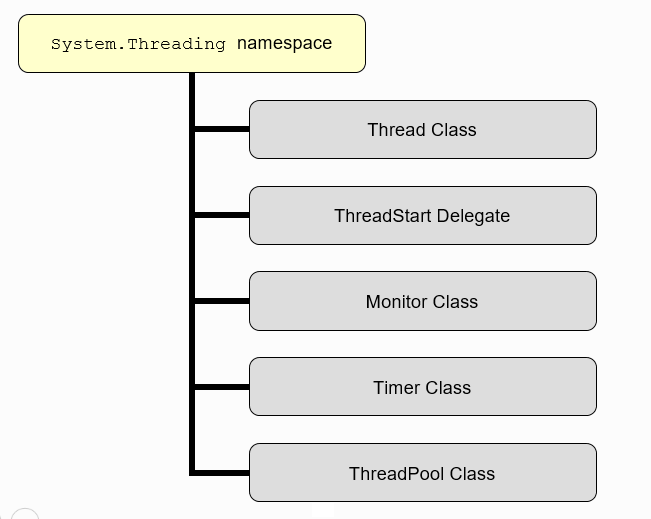 System.Threading namespace
Thread Class
ThreadStart Delegate
Monitor Class
Timer Class
ThreadPool Class